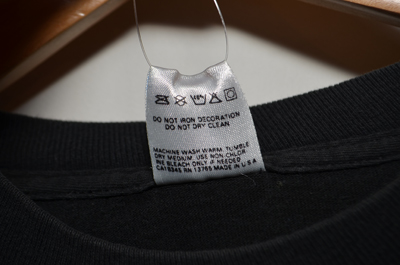 DO NOT IRON DECORATION
DO NOT DRY CLEAN
MACHINE WASH WARM. TUMBLE
DRY MEDIUM. USE NON-CHLOR
INE BLEACH ONLY IF NEEDED
CA18345 RN 13765 MADE IN U.S.A